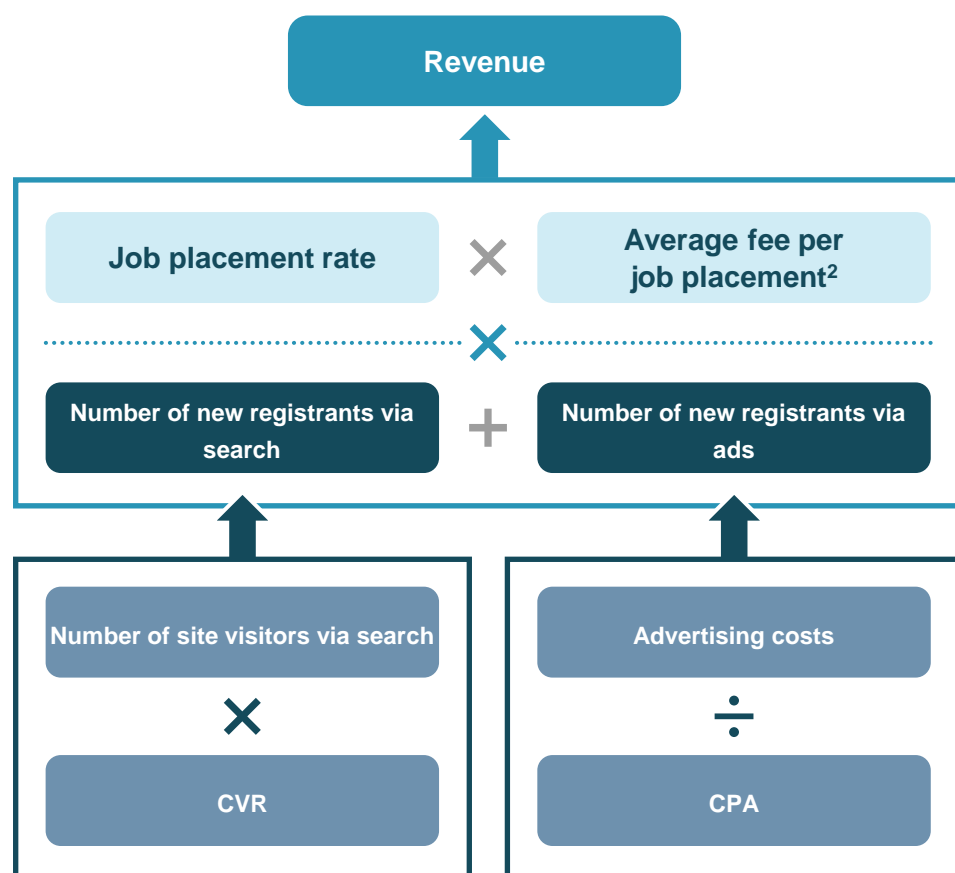 Revenue
Job placement rate
×
Average fee per
job placement²
×
Number of new registrants via
search
+
Number of new registrants via
ads
Number of site visitors via search
×
CVR
Advertising costs
÷
CPA